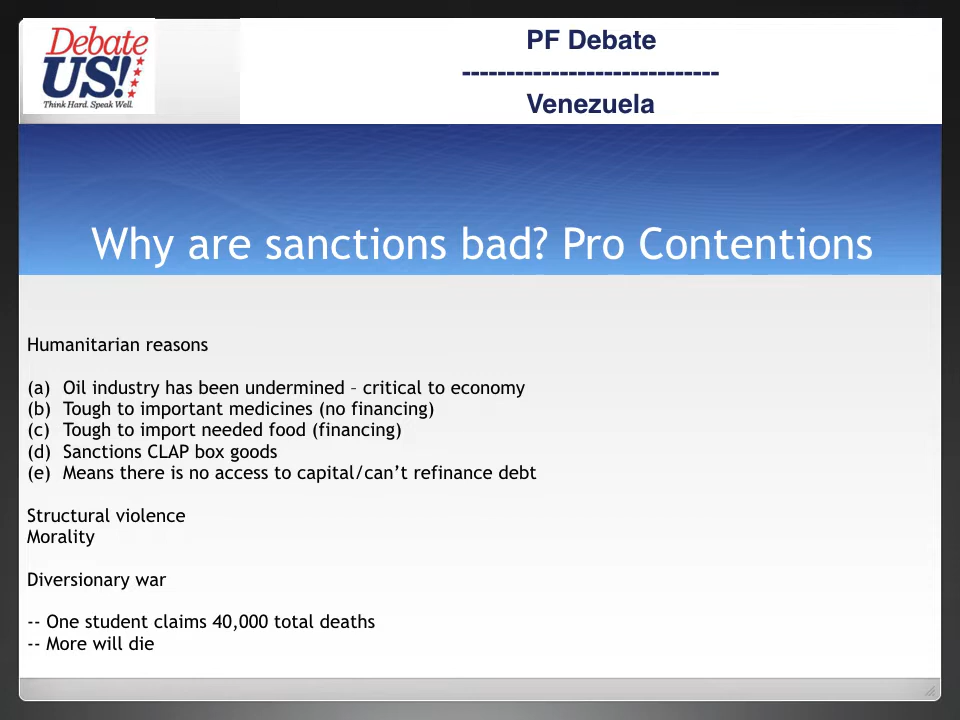 Debate
US!
Think Hard. Speak Well.
PF Debate
-----------------------------
Venezuela
Why are sanctions bad? Pro Contentions
Humanitarian reasons
(a) Oil industry has been undermined – critical to economy
(b) Tough to important medicines (no financing)
(c) Tough to import needed food (financing)
(d) Sanctions CLAP box goods
(e) Means there is no access to capital/can’t refinance debt
Structural violence
Morality
Diversionary war
-- One student claims 40,000 total deaths
-- More will die